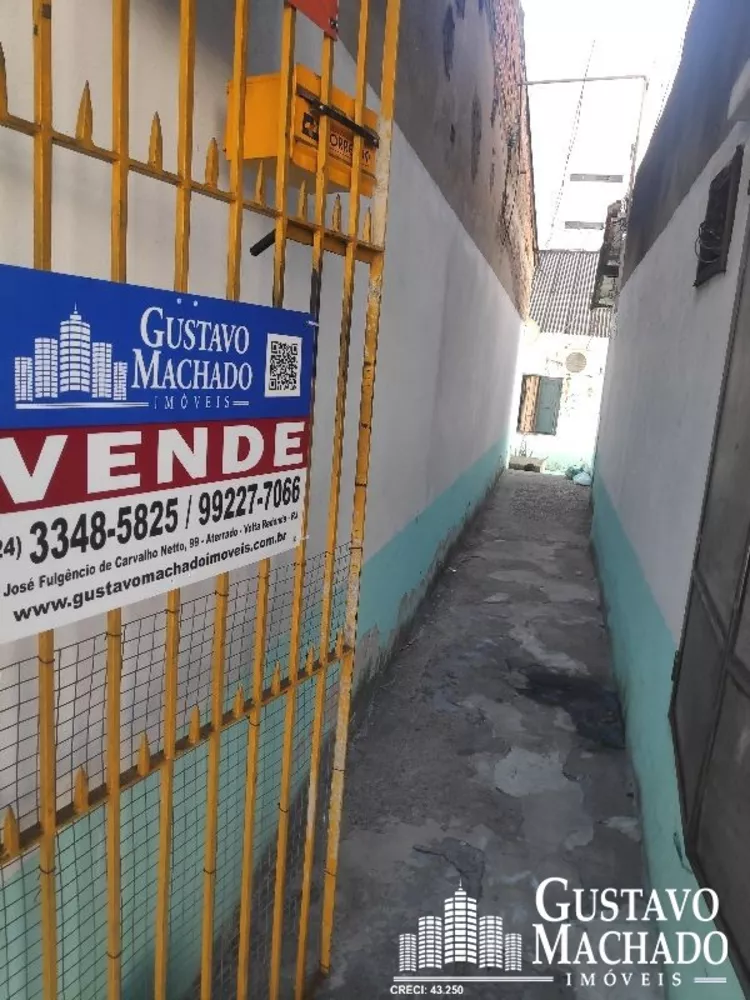 CORREIO
GUSTAVO
MACHADO
IMÓVEIS
VENDE
24) 3348-5825 / 99227-7066
José Fulgêncio de Carvalho Netto, 99 - Aterrado - Volta Redonda - RJ
www.gustavomachadoimoveis.com.br
GUSTAVO
MACHADO
IMÓVEIS
CRECI: 43.250